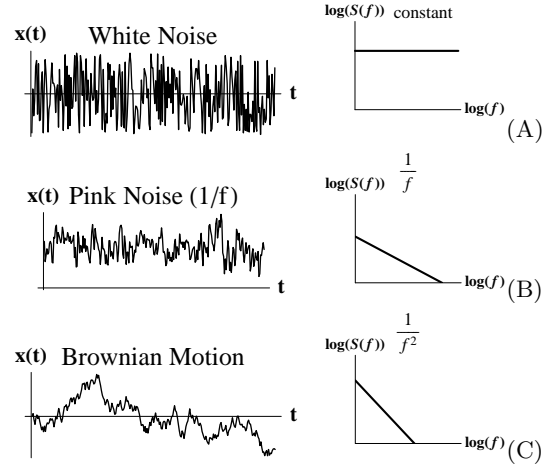 x(t) White Noise
t
log(S(f)) constant
log(f) (A)
x(t) Pink Noise (1/f)
t
log(S(f)) 1/f
log(f) (B)
x(t) Brownian Motion
t
log(S(f)) 1/f²
log(f) (C)